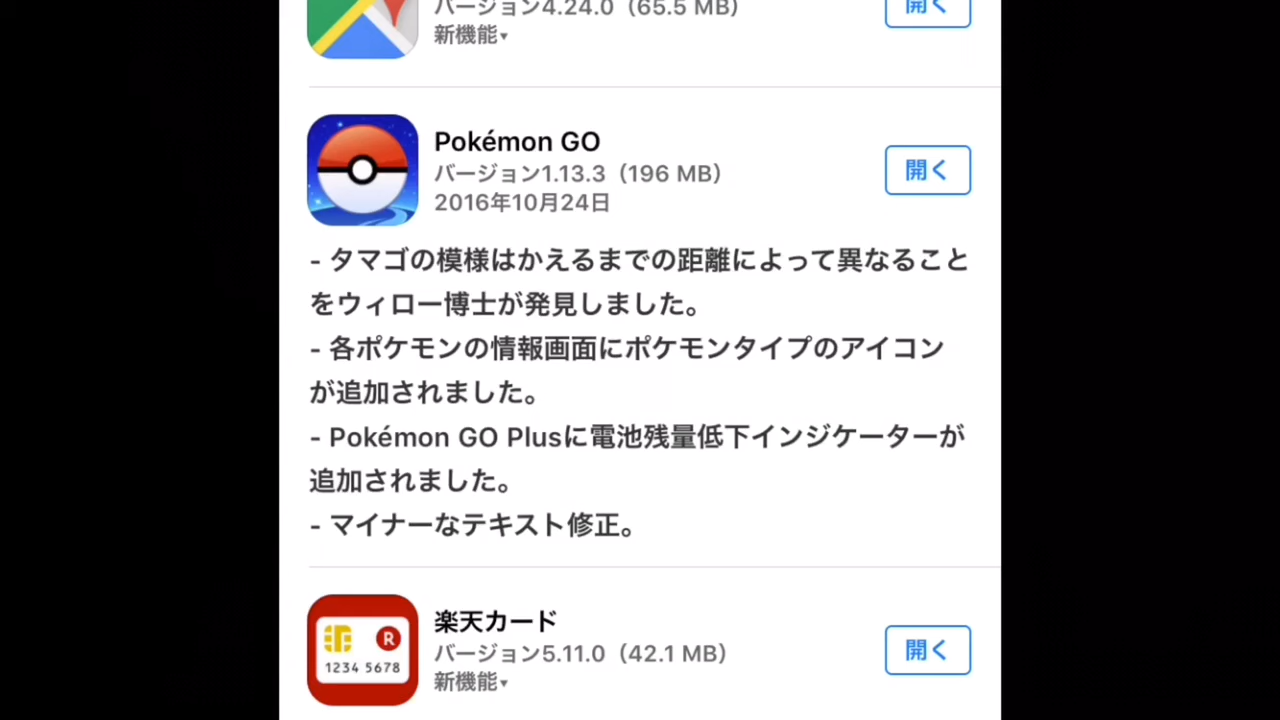 バージョン4.24.0（65.5 MB）
新機能▾
開く
Pokémon GO
バージョン1.13.3（196 MB）
2016年10月24日
開く
- タマゴの模様はかえるまでの距離によって異なること
をウィロー博士が発見しました。
- 各ポケモンの情報画面にポケモンタイプのアイコン
が追加されました。
- Pokémon GO Plusに電池残量低下インジケーターが
追加されました。
- マイナーなテキスト修正。
R
1234 5678
楽天カード
バージョン5.11.0（42.1 MB）
新機能▾
開く